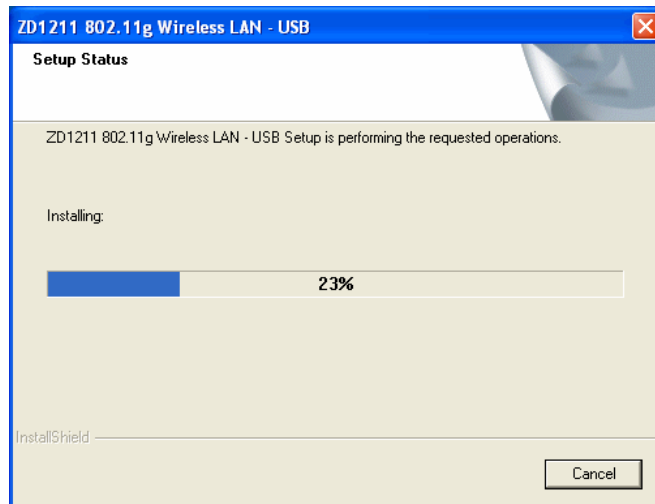 ZD1211 802.11g Wireless LAN - USB
Setup Status
ZD1211 802.11g Wireless LAN - USB Setup is performing the requested operations.
Installing:
23%
InstallShield
Cancel